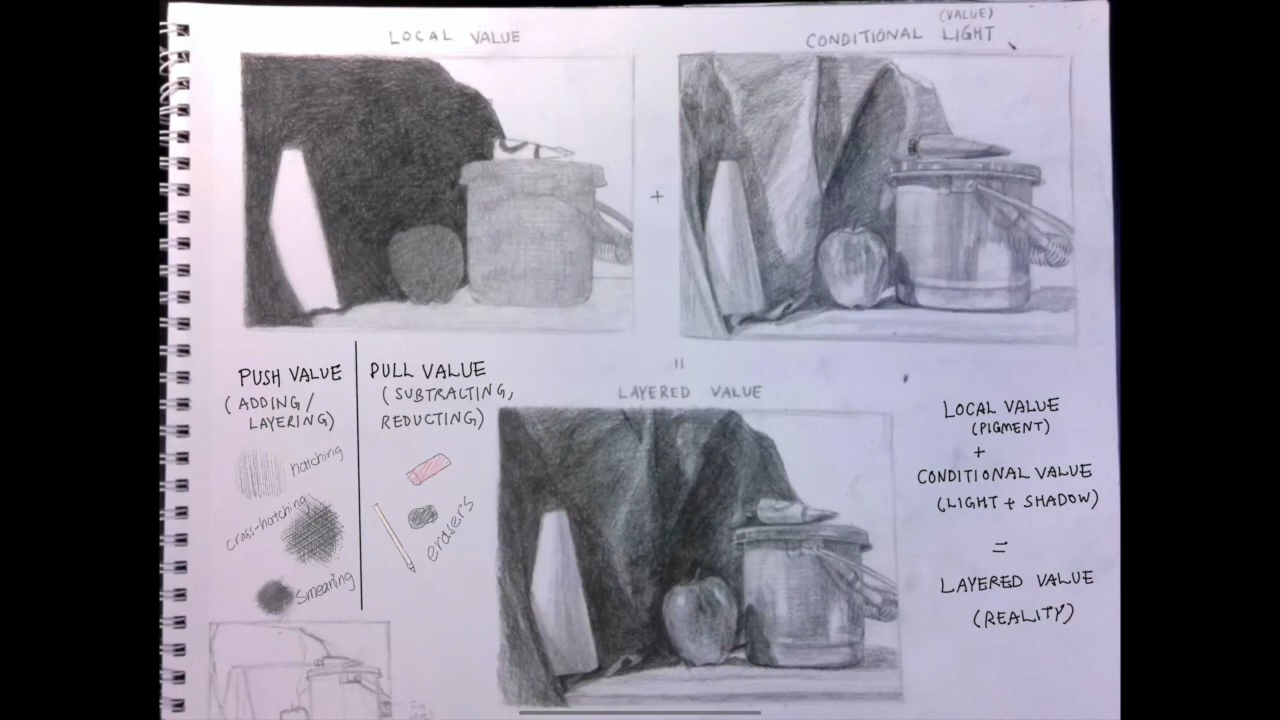 LOCAL VALUE
(VALUE)
CONDITIONAL LIGHT
+
=
PUSH VALUE
(ADDING/
LAYERING)
hatching
cross-hatching
smearing
PULL VALUE
(SUBTRACTING,
REDUCTING)
erasers
LAYERED VALUE
LOCAL VALUE
(PIGMENT)
+
CONDITIONAL VALUE
(LIGHT + SHADOW)
=
LAYERED VALUE
(REALITY)